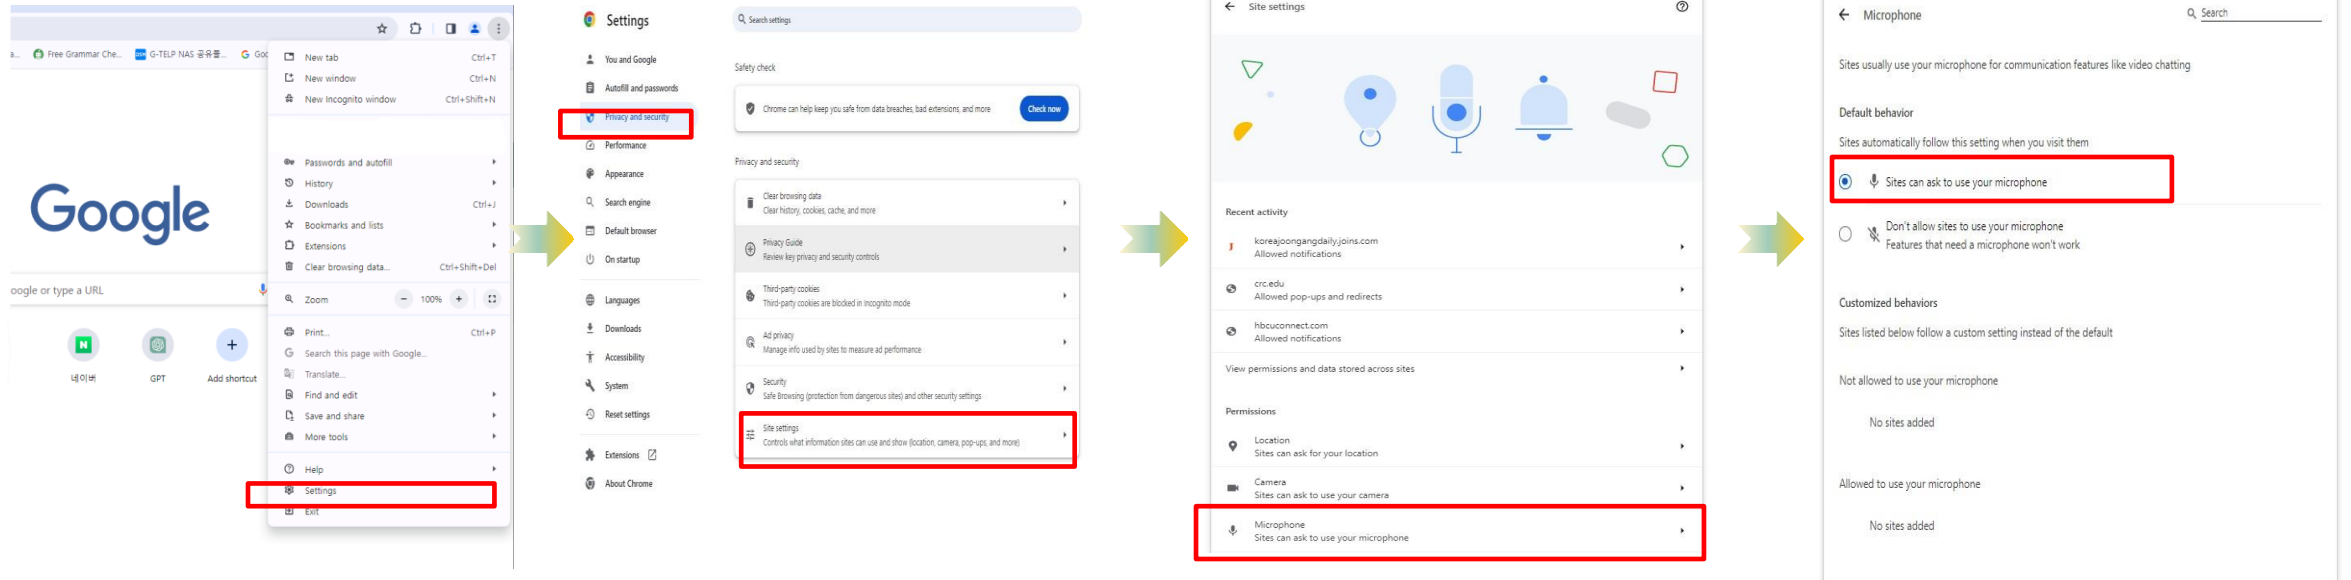 a...
Free Grammar Che...
G-TELP NAS 공유폴...
Goo
New tab Ctrl+T
New window Ctrl+N
New Incognito window Ctrl+Shift+N
Passwords and autofill
History
Downloads Ctrl+J
Bookmarks and lists
Extensions
Clear browsing data... Ctrl+Shift+Del
Zoom − 100% +
Print... Ctrl+P
Search this page with Google...
Translate...
Find and edit
Save and share
More tools
Help
Settings
Exit
Google
oogle or type a URL
네이버
GPT
Add shortcut
Settings
Search settings
You and Google
Autofill and passwords
Privacy and security
Performance
Appearance
Search engine
Default browser
On startup
Languages
Downloads
Accessibility
System
Reset settings
Extensions
About Chrome
Safety check
Chrome can help keep you safe from data breaches, bad extensions, and more
Check now
Privacy and security
Clear browsing data
Clear history, cookies, cache, and more
Privacy Guide
Review key privacy and security controls
Third-party cookies
Third-party cookies are blocked in Incognito mode
Ad privacy
Manage info used by sites to measure ad performance
Security
Safe Browsing (protection from dangerous sites) and other security settings
Site settings
Controls what information sites can use and show (location, camera, pop-ups, and more)
Site settings
Recent activity
koreajoongangdaily.joins.com
Allowed notifications
crc.edu
Allowed pop-ups and redirects
hbcuconnect.com
Allowed notifications
View permissions and data stored across sites
Permissions
Location
Sites can ask for your location
Camera
Sites can ask to use your camera
Microphone
Sites can ask to use your microphone
Microphone
Search
Sites usually use your microphone for communication features like video chatting
Default behavior
Sites automatically follow this setting when you visit them
Sites can ask to use your microphone
Don't allow sites to use your microphone
Features that need a microphone won't work
Customized behaviors
Sites listed below follow a custom setting instead of the default
Not allowed to use your microphone
No sites added
Allowed to use your microphone
No sites added